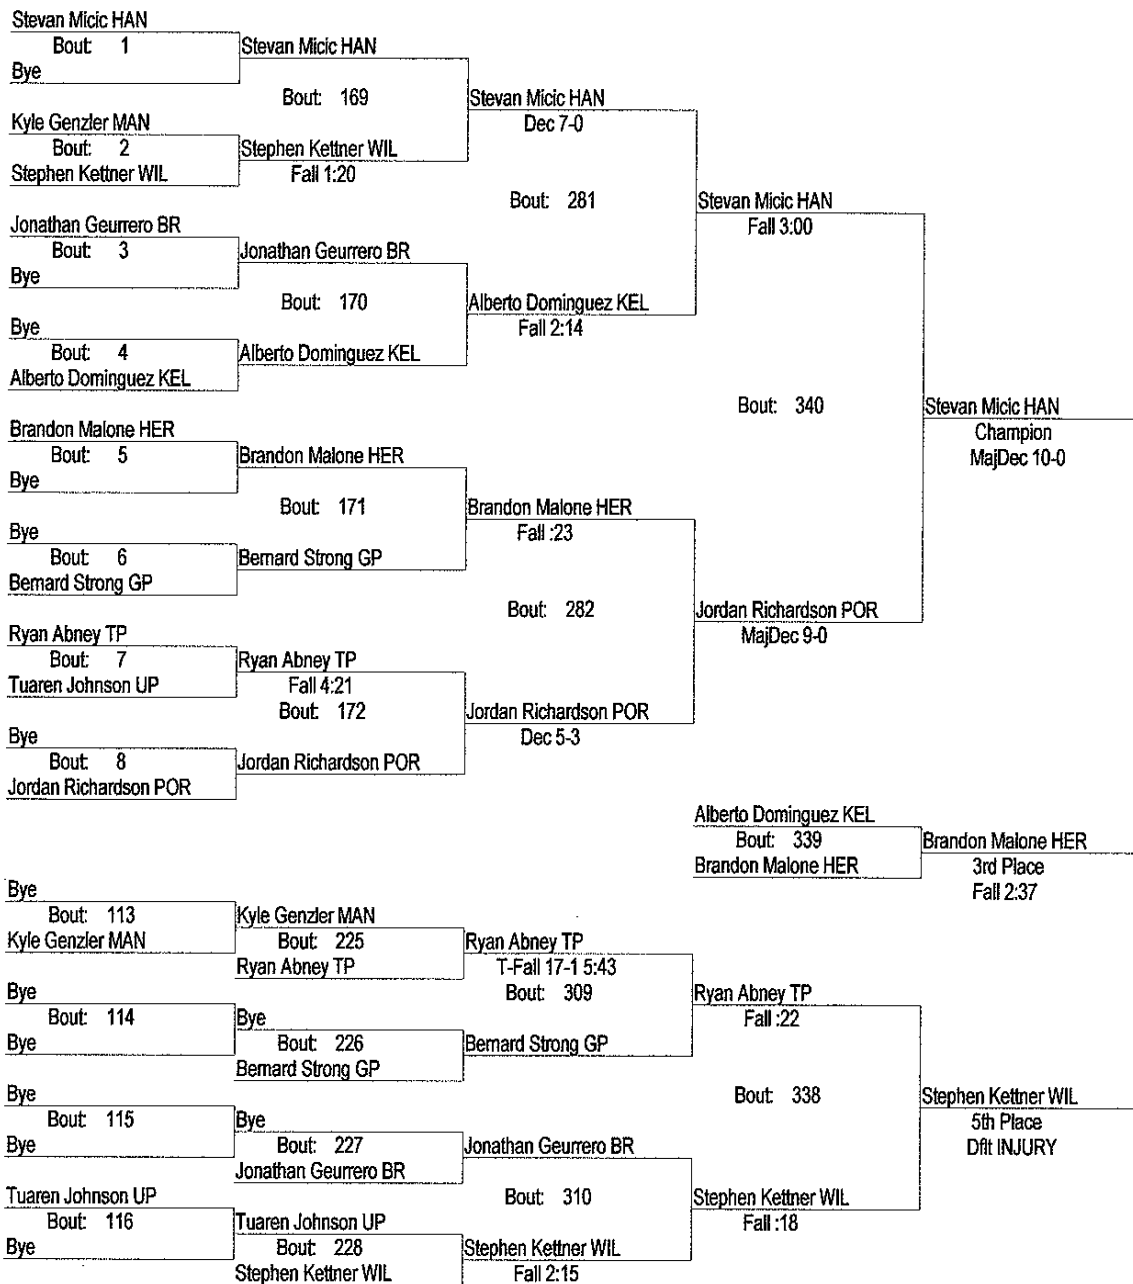 Stevan Micic HAN
Bout: 1
Bye
Stevan Micic HAN
Bout: 169
Kyle Genzler MAN
Bout: 2
Stephen Kettner WIL
Stephen Kettner WIL
Fall 1:20
Stevan Micic HAN
Dec 7-0
Bout: 281
Jonathan Geurrero BR
Bout: 3
Bye
Jonathan Geurrero BR
Bout: 170
Bye
Bout: 4
Alberto Dominguez KEL
Alberto Dominguez KEL
Alberto Dominguez KEL
Fall 2:14
Stevan Micic HAN
Fall 3:00
Bout: 340
Brandon Malone HER
Bout: 5
Bye
Brandon Malone HER
Bout: 171
Bye
Bout: 6
Bernard Strong GP
Bernard Strong GP
Brandon Malone HER
Fall :23
Bout: 282
Ryan Abney TP
Bout: 7
Tuaren Johnson UP
Ryan Abney TP
Fall 4:21
Bout: 172
Bye
Bout: 8
Jordan Richardson POR
Jordan Richardson POR
Jordan Richardson POR
Dec 5-3
Jordan Richardson POR
MajDec 9-0
Stevan Micic HAN
Champion
MajDec 10-0
Alberto Dominguez KEL
Bout: 339
Brandon Malone HER
Brandon Malone HER
3rd Place
Fall 2:37
Bye
Bout: 113
Kyle Genzler MAN
Kyle Genzler MAN
Bout: 225
Ryan Abney TP
Ryan Abney TP
T-Fall 17-1 5:43
Bout: 309
Bye
Bout: 114
Bye
Bye
Bout: 226
Bernard Strong GP
Bernard Strong GP
Ryan Abney TP
Fall :22
Bout: 338
Bye
Bout: 115
Bye
Bye
Bout: 227
Jonathan Geurrero BR
Jonathan Geurrero BR
Bout: 310
Tuaren Johnson UP
Bout: 116
Bye
Tuaren Johnson UP
Bout: 228
Stephen Kettner WIL
Stephen Kettner WIL
Fall 2:15
Stephen Kettner WIL
Fall :18
Stephen Kettner WIL
5th Place
Dflt INJURY